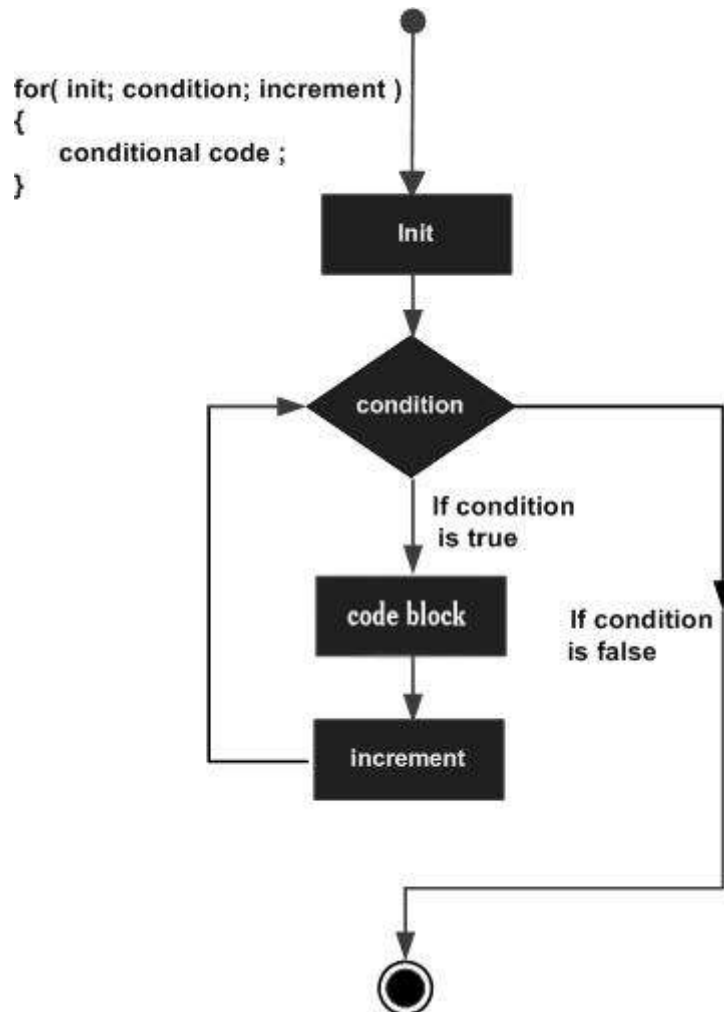 for( init; condition; increment )
{
conditional code ;
}
Init
condition
If condition
is true
code block
If condition
is false
increment